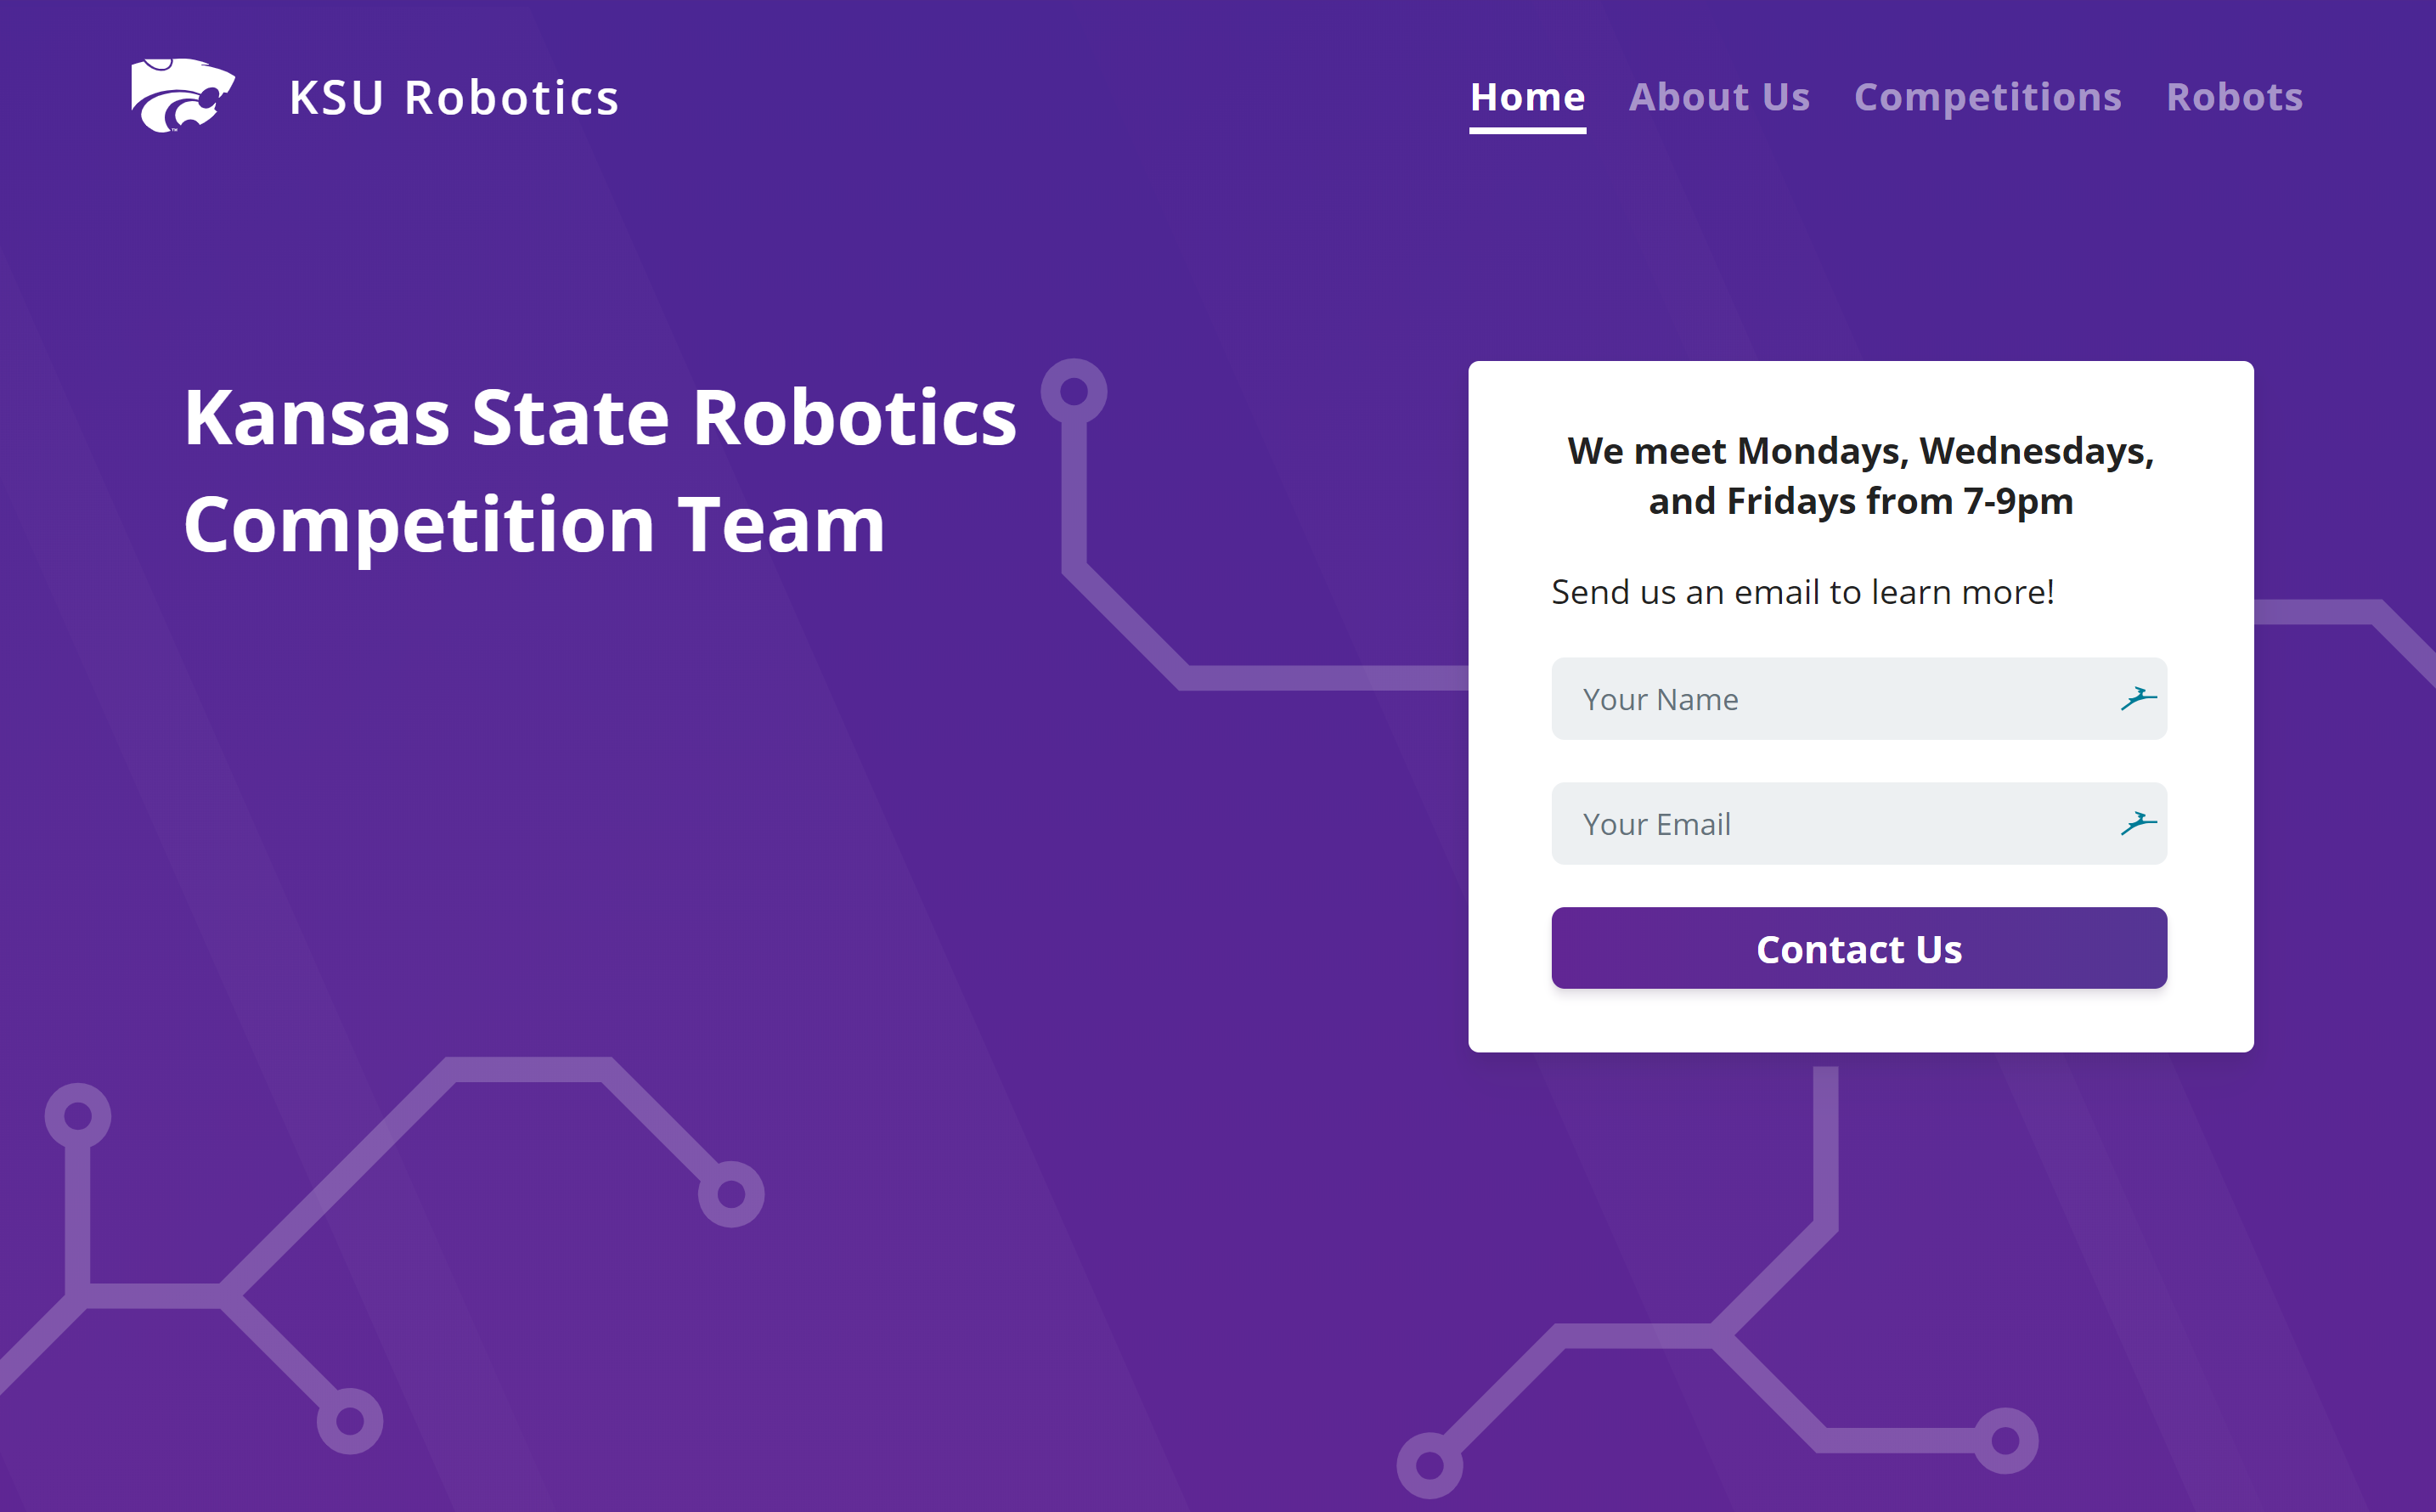 KSU Robotics
Home About Us Competitions Robots
Kansas State Robotics
Competition Team
We meet Mondays, Wednesdays,
and Fridays from 7-9pm
Send us an email to learn more!
Your Name
Your Email
Contact Us